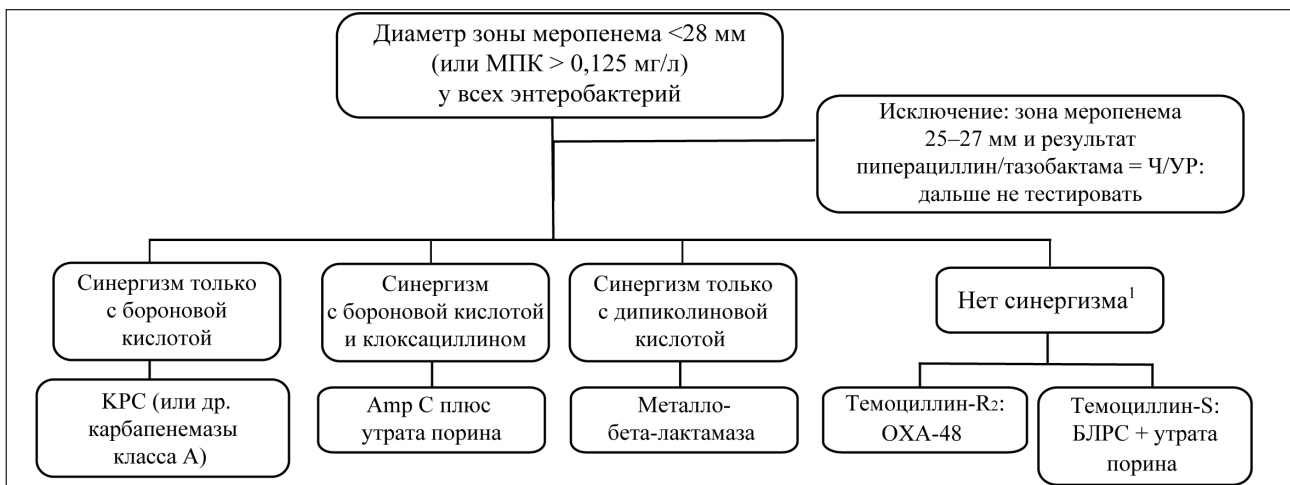 Диаметр зоны меропенема <28 мм
(или МПК > 0,125 мг/л)
у всех энтеробактерий
Исключение: зона меропенема
25–27 мм и результат
пиперациллин/тазобактама = Ч/УР:
дальше не тестировать
Синергизм только
с бороновой
кислотой
Синергизм
с бороновой кислотой
и клоксациллином
Синергизм только
с дипиколиновой
кислотой
Нет синергизма¹
KPC (или др.
карбапенемазы
класса А)
Amp C плюс
утрата порина
Металло-
бета-лактамаза
Темоциллин-R₂:
OXA-48
Темоциллин-S:
БЛРС + утрата
порина